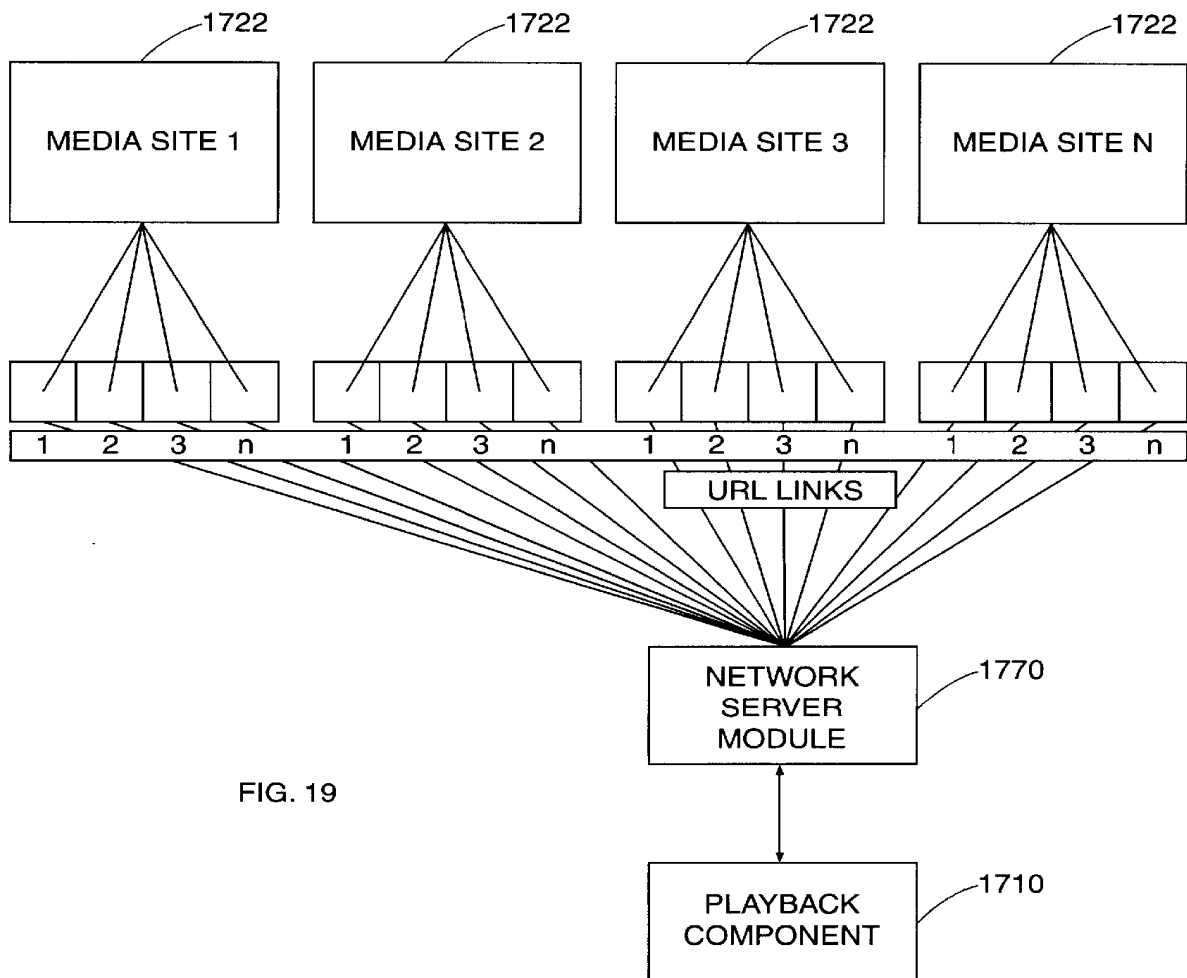 1722 1722 1722 1722
MEDIA SITE 1 MEDIA SITE 2 MEDIA SITE 3 MEDIA SITE N
1 2 3 n 1 2 3 n 1 2 3 n 1 2 3 n
URL LINKS
NETWORK
SERVER
MODULE
1770
FIG. 19
PLAYBACK
COMPONENT
1710